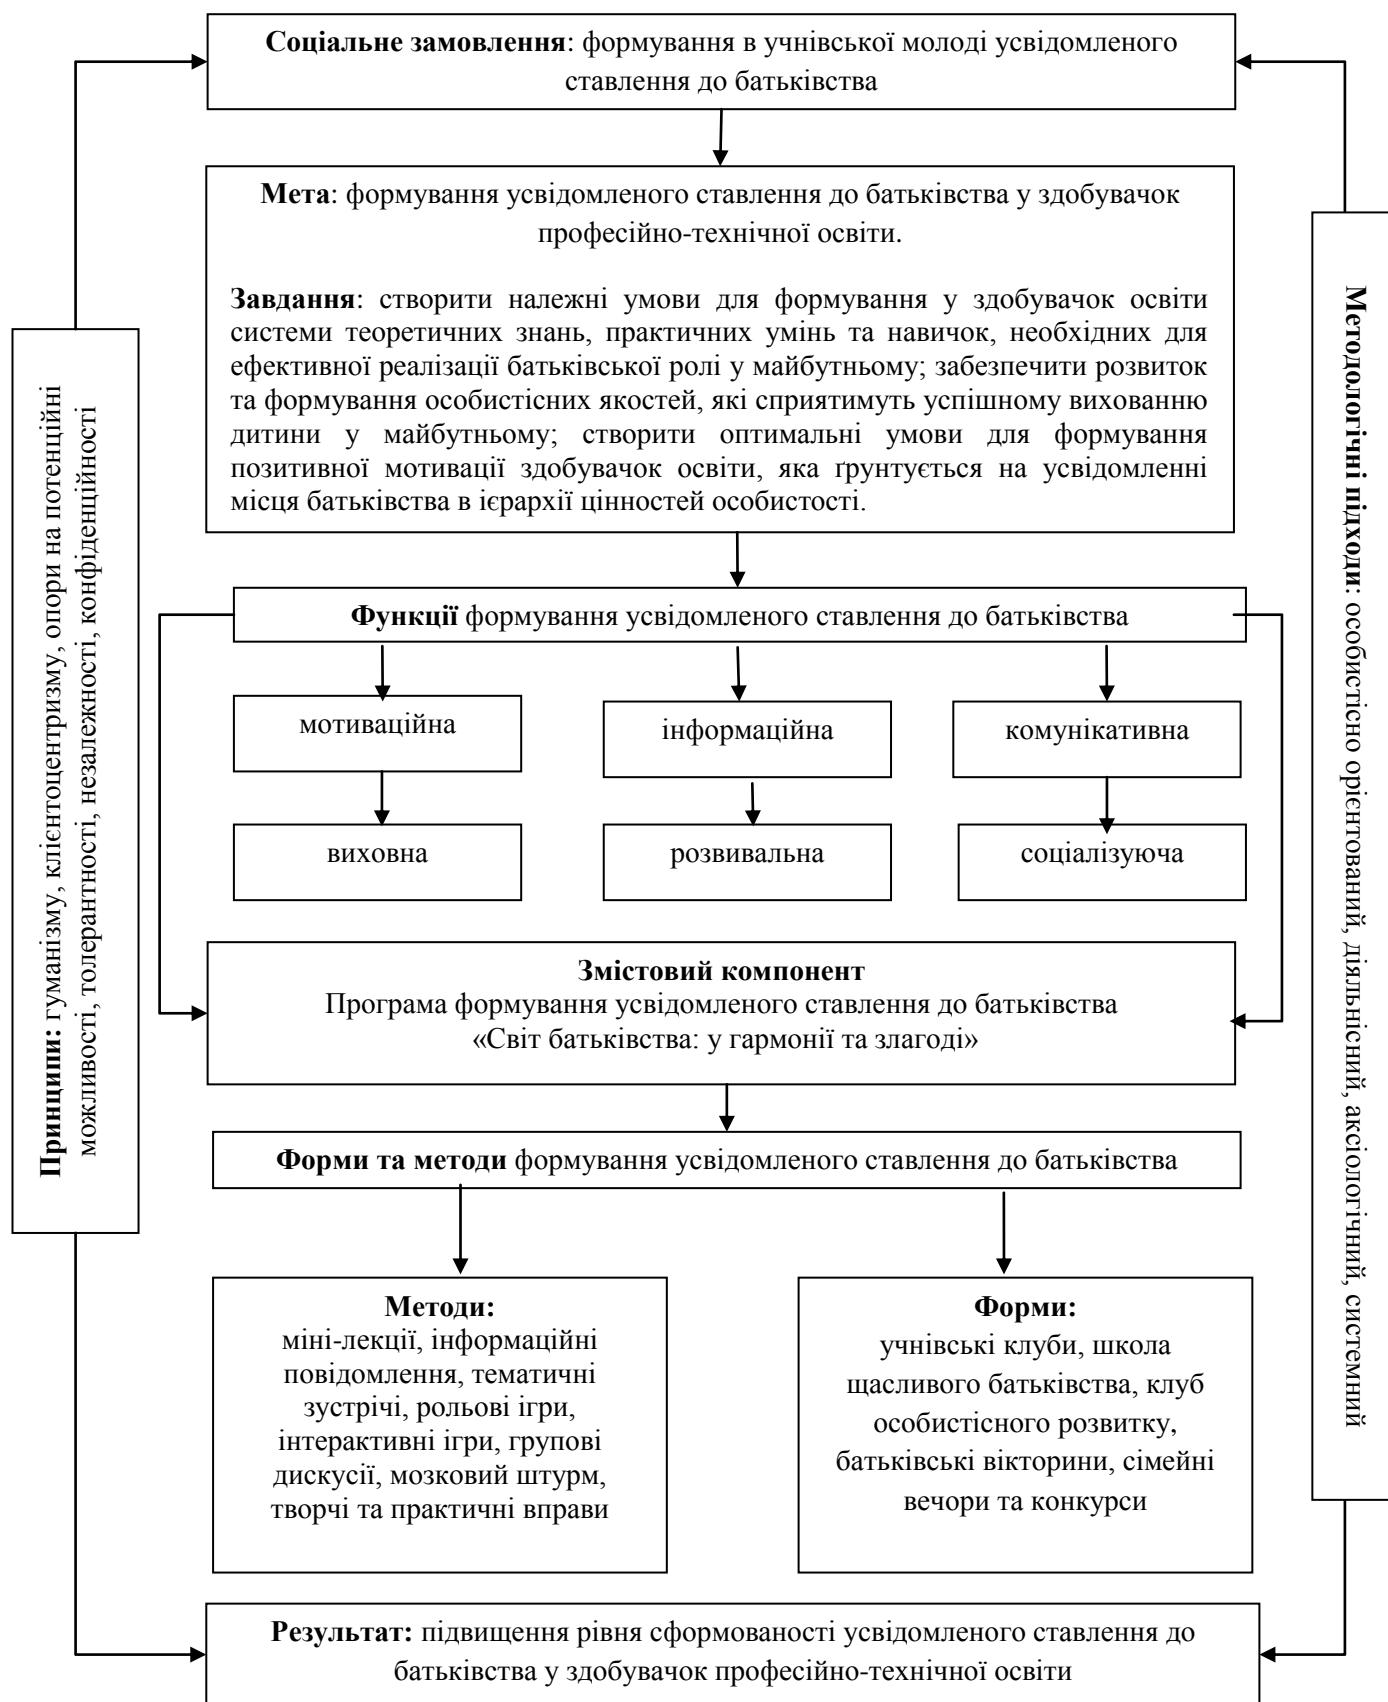 Соціальне замовлення: формування в учнівської молоді усвідомленого
ставлення до батьківства
Мета: формування усвідомленого ставлення до батьківства у здобувачок
професійно-технічної освіти.
Завдання: створити належні умови для формування у здобувачок освіти
системи теоретичних знань, практичних умінь та навичок, необхідних для
ефективної реалізації батьківської ролі у майбутньому; забезпечити розвиток
та формування особистісних якостей, які сприятимуть успішному вихованню
дитини у майбутньому; створити оптимальні умови для формування
позитивної мотивації здобувачок освіти, яка ґрунтується на усвідомленні
місця батьківства в ієрархії цінностей особистості.
Принципи: гуманізму, клієнтоцентризму, опори на потенційні
можливості, толерантності, незалежності, конфіденційності
Методологічні підходи: особистісно орієнтований, діяльнісний, аксіологічний, системний
Функції формування усвідомленого ставлення до батьківства
мотиваційна
інформаційна
комунікативна
виховна
розвивальна
соціалізуюча
Змістовий компонент
Програма формування усвідомленого ставлення до батьківства
«Світ батьківства: у гармонії та злагоді»
Форми та методи формування усвідомленого ставлення до батьківства
Методи:
міні-лекції, інформаційні
повідомлення, тематичні
зустрічі, рольові ігри,
інтерактивні ігри, групові
дискусії, мозковий штурм,
творчі та практичні вправи
Форми:
учнівські клуби, школа
щасливого батьківства, клуб
особистісного розвитку,
батьківські вікторини, сімейні
вечори та конкурси
Результат: підвищення рівня сформованості усвідомленого ставлення до
батьківства у здобувачок професійно-технічної освіти